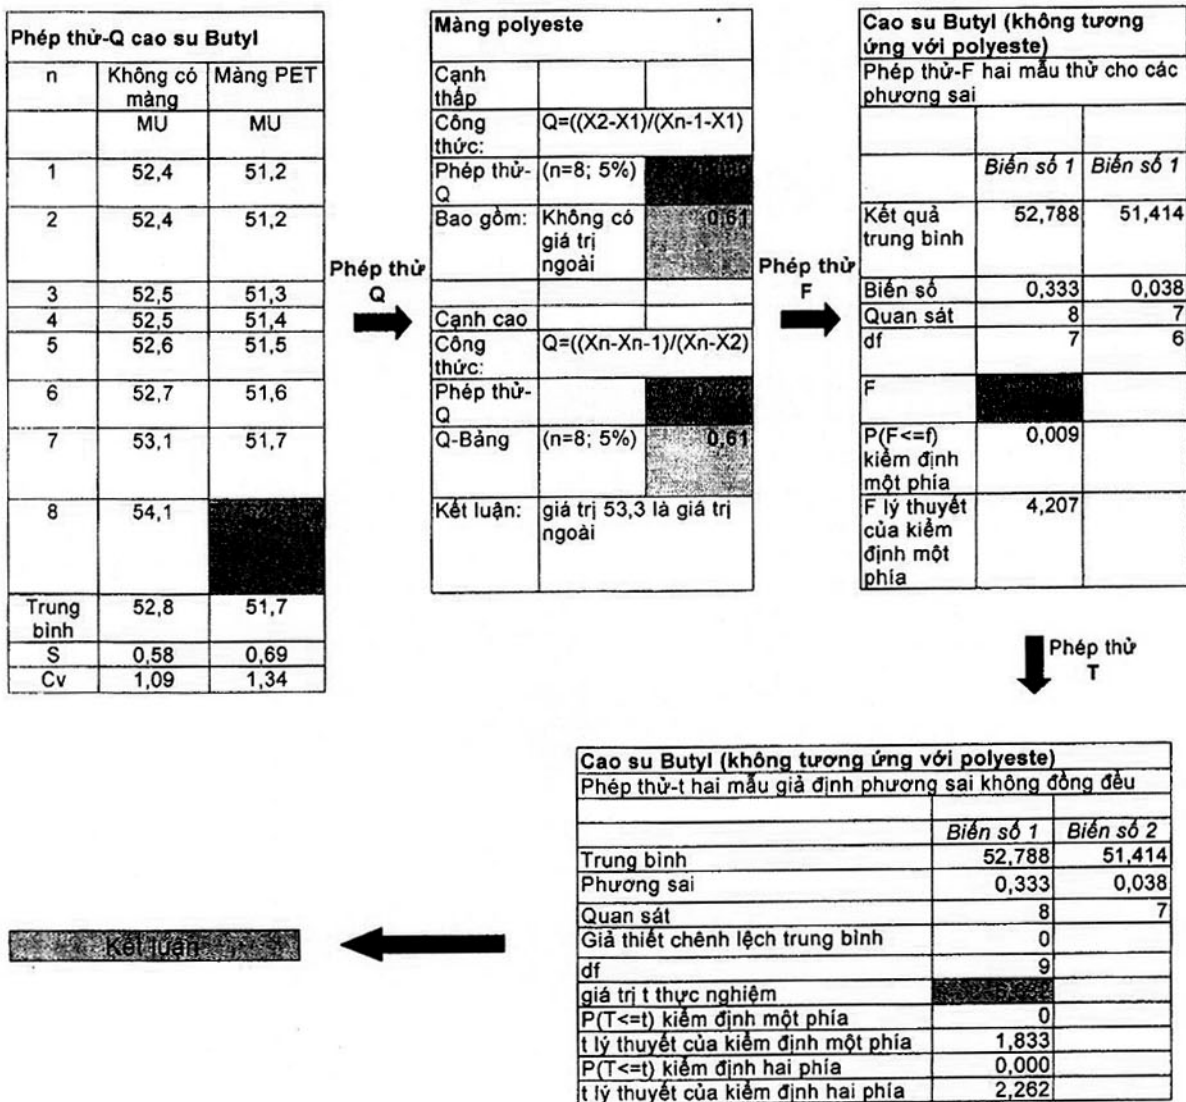 Phép thử-Q cao su Butyl
n Không có màng Màng PET
MU MU
1 52,4 51,2
2 52,4 51,2
3 52,5 51,3
4 52,5 51,4
5 52,6 51,5
6 52,7 51,6
7 53,1 51,7
8 54,1
Trung bình 52,8 51,7
S 0,58 0,69
Cv 1,09 1,34
Phép thử
Q
Màng polyeste
Cạnh thấp
Công thức: Q=((X2-X1)/(Xn-1-X1)
Phép thử-Q (n=8; 5%)
Bao gồm: Không có giá trị ngoài 0,61
Cạnh cao
Công thức: Q=((Xn-Xn-1)/(Xn-X2)
Phép thử-Q
Q-Bảng (n=8; 5%) 0,61
Kết luận: giá trị 53,3 là giá trị ngoài
Phép thử
F
Cao su Butyl (không tương
ứng với polyeste)
Phép thử-F hai mẫu thử cho các
phương sai
Biến số 1 Biến số 1
Kết quả trung bình 52,788 51,414
Biến số 0,333 0,038
Quan sát 8 7
df 7 6
F
P(F<=f) kiểm định một phía 0,009
F lý thuyết của kiểm định một phía 4,207
Phép thử
T
Cao su Butyl (không tương ứng với polyeste)
Phép thử-t hai mẫu giả định phương sai không đồng đều
Biến số 1 Biến số 2
Trung bình 52,788 51,414
Phương sai 0,333 0,038
Quan sát 8 7
Giả thiết chênh lệch trung bình 0
df 9
giá trị t thực nghiệm
P(T<=t) kiểm định một phía 0
t lý thuyết của kiểm định một phía 1,833
P(T<=t) kiểm định hai phía 0,000
t lý thuyết của kiểm định hai phía 2,262
Kết luận